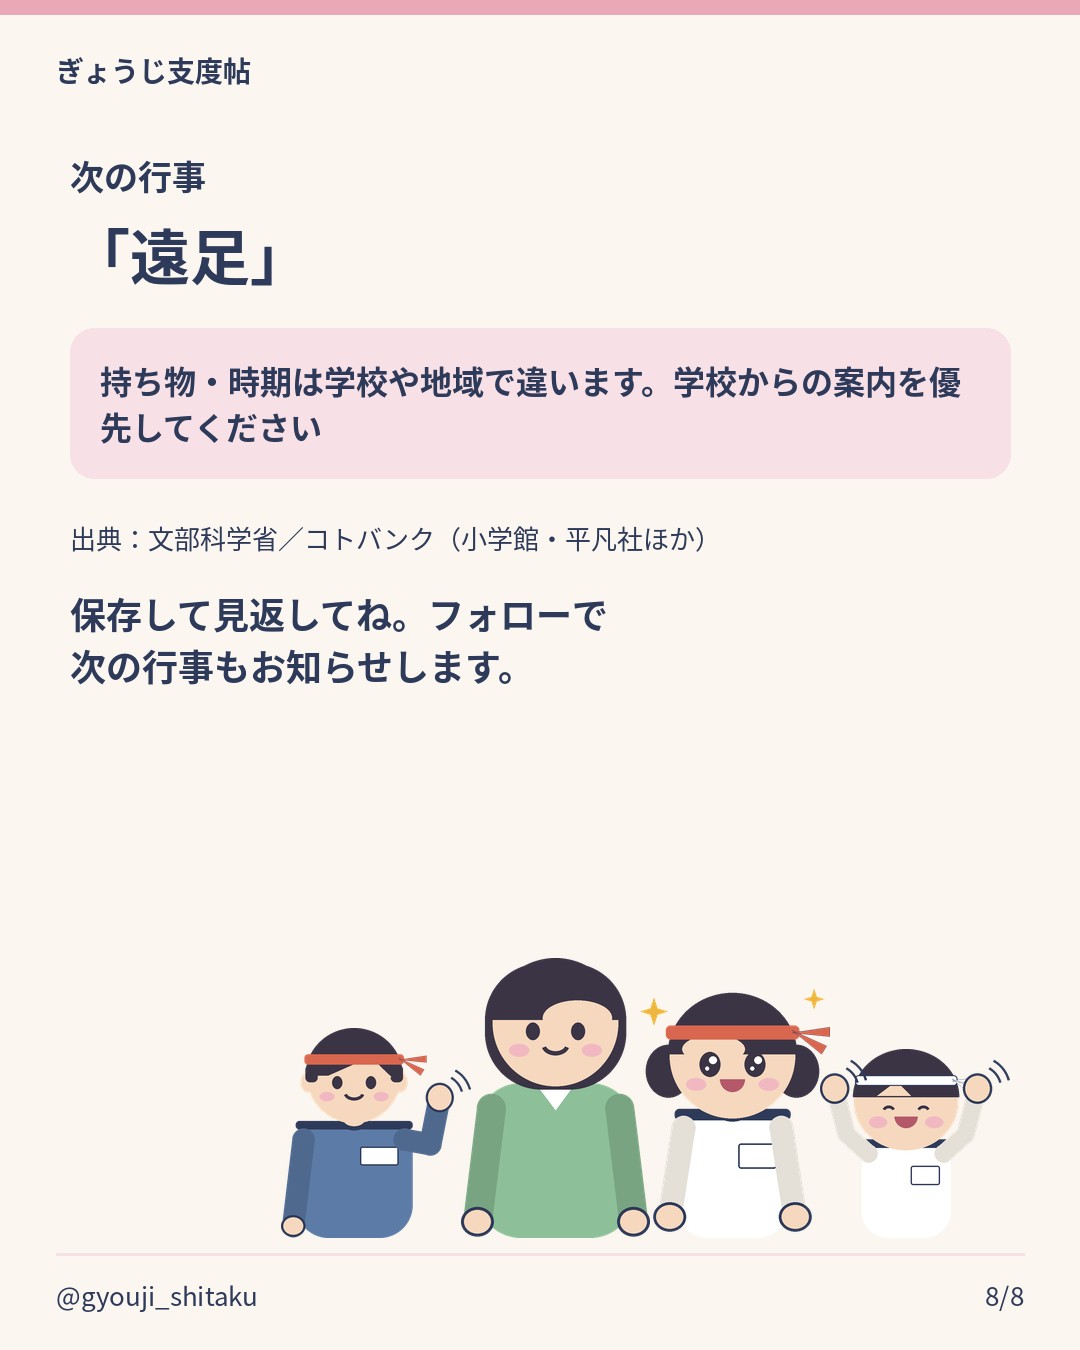 ぎょうじ支度帖
次の行事
「遠足」
持ち物・時期は学校や地域で違います。学校からの案内を優
先してください
出典：文部科学省／コトバンク（小学館・平凡社ほか）
保存して見返してね。フォローで
次の行事もお知らせします。
@gyouji_shitaku
8/8